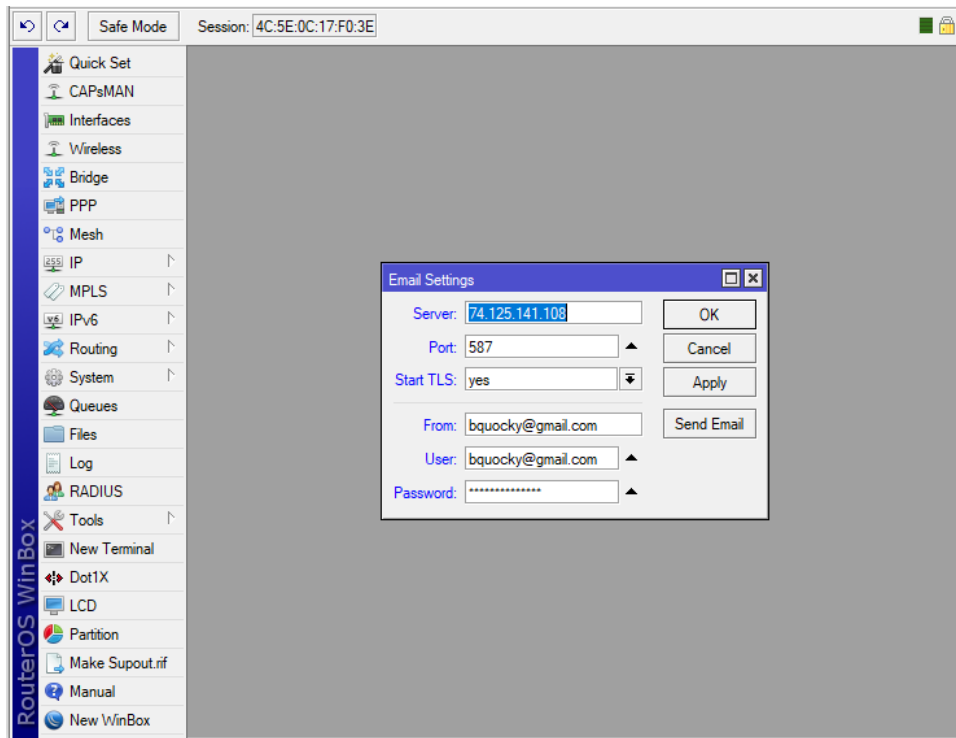 Safe Mode Session: 4C:5E:0C:17:F0:3E
Quick Set
CAPsMAN
Interfaces
Wireless
Bridge
PPP
Mesh
255 IP
MPLS
v6 IPv6
Routing
System
Queues
Files
Log
RADIUS
Tools
New Terminal
Dot1X
LCD
Partition
Make Supout.rif
Manual
New WinBox
RouterOS WinBox
Email Settings
Server: 74.125.141.108 OK
Port: 587 Cancel
Start TLS: yes Apply
From: bquocky@gmail.com Send Email
User: bquocky@gmail.com
Password: **************